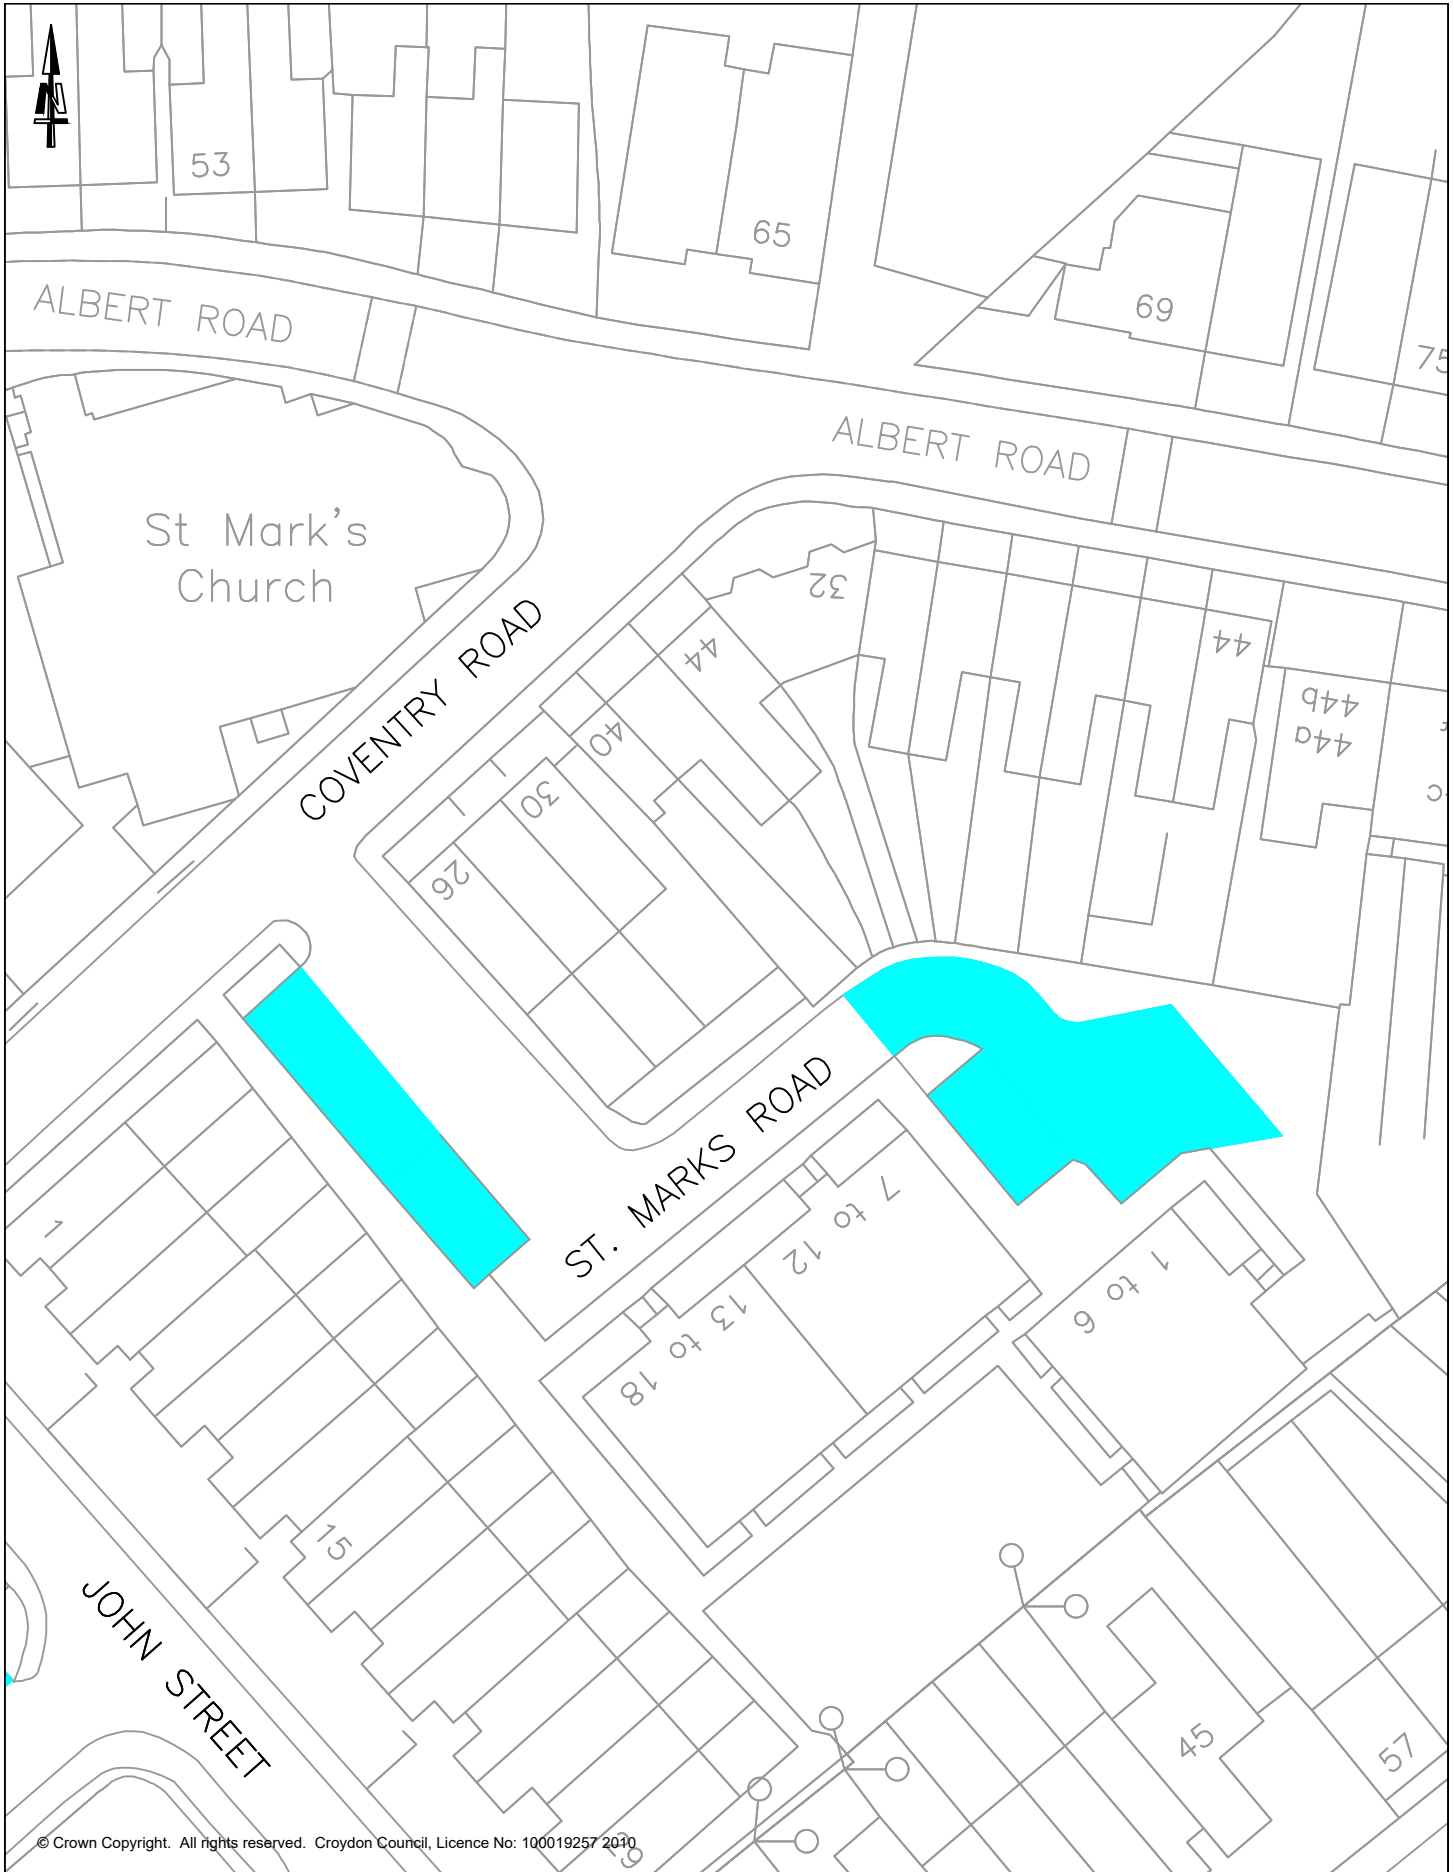 N
53
65
69
75
ALBERT ROAD
ALBERT ROAD
St Mark's
Church
32
COVENTRY ROAD
44
44
44b
44a
40
30
26
ST. MARKS ROAD
7 to 12
13 to 18
1 to 6
1
15
JOHN STREET
45
57
© Crown Copyright. All rights reserved. Croydon Council, Licence No: 100019257 2010